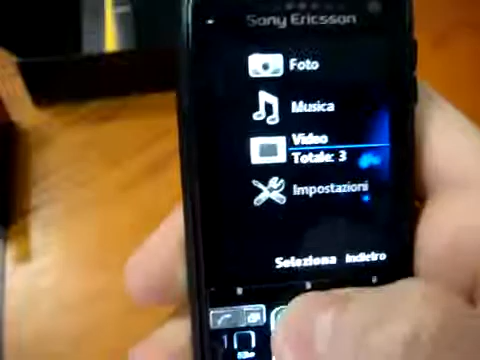 Sony Ericsson
Foto
Musica
Video
Totale: 3
Impostazioni
Seleziona Indietro